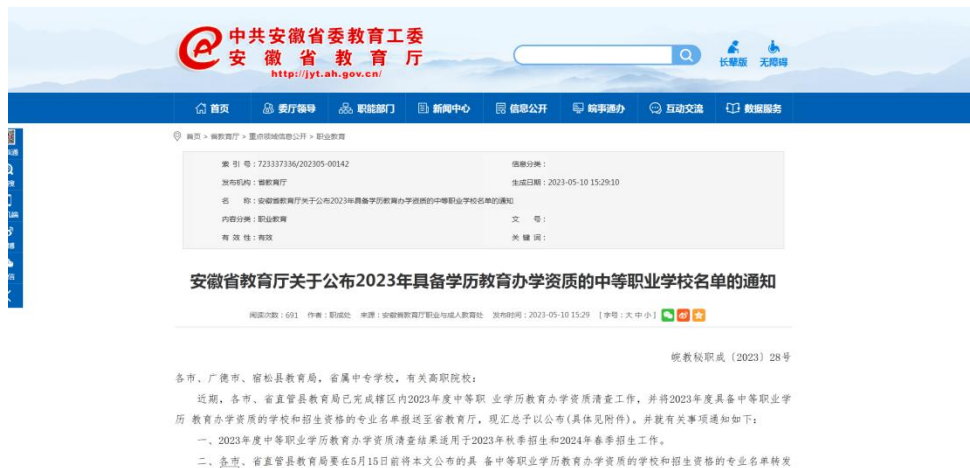 中共安徽省委教育工委
安徽省教育厅
http://jyt.ah.gov.cn/
长辈版 无障碍
首页 委厅领导 职能部门 新闻中心 信息公开 皖事通办 互动交流 数据服务
首页 > 省教育厅 > 重点领域信息公开 > 职业教育
索引号：723337336/202305-00142 信息分类：
发布机构：省教育厅 生成日期：2023-05-10 15:29:10
名 称：安徽省教育厅关于公布2023年具备学历教育办学资质的中等职业学校名单的通知
内容分类：职业教育 文 号：
有效性：有效 关键词：
安徽省教育厅关于公布2023年具备学历教育办学资质的中等职业学校名单的通知
阅读次数：691 作者：职成处 来源：安徽省教育厅职业与成人教育处 发布时间：2023-05-10 15:29 [字号：大 中 小]
皖教秘职成〔2023〕28号
各市、广德市、宿松县教育局，省属中专学校，有关高职院校：
近期，各市、省直管县教育局已完成辖区内2023年度中等职 业学历教育办学资质清查工作，并将2023年度具备中等职业学
历 教育办学资质的学校和招生资格的专业名单报送至省教育厅，现汇总予以公布(具体见附件)。并就有关事项通知如下：
一、2023年度中等职业学历教育办学资质清查结果适用于2023年秋季招生和2024年春季招生工作。
二、各市、省直管县教育局要在5月15日前将本文公布的具 备中等职业学历教育办学资质的学校和招生资格的专业名单转发